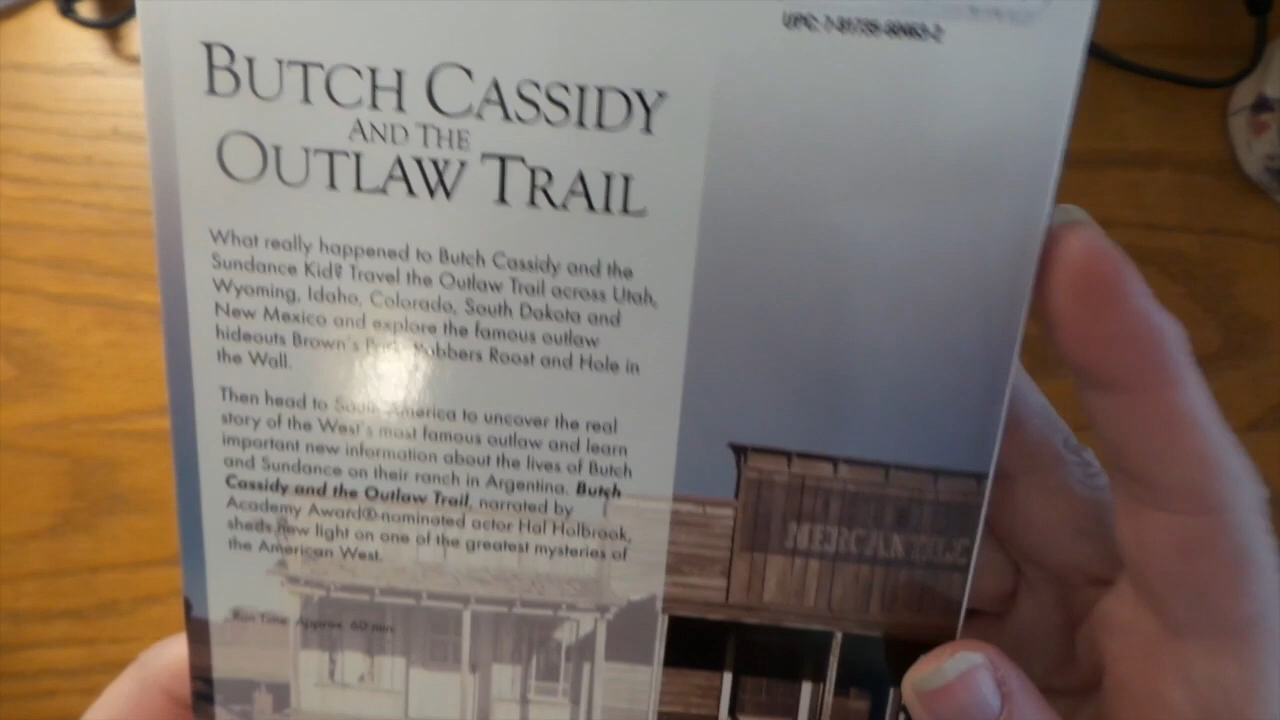 UPC:
BUTCH CASSIDY
AND THE
OUTLAW TRAIL
What really happened to Butch Cassidy and the
Sundance Kid? Travel the Outlaw Trail across Utah,
Wyoming, Idaho, Colorado, South Dakota and
New Mexico and explore the famous outlaw
hideouts Brown's Park, Robbers Roost and Hole in
the Wall.
Then head to South America to uncover the real
story of the West's most famous outlaw and learn
important new information about the lives of Butch
and Sundance on their ranch in Argentina. Butch
Cassidy and the Outlaw Trail, narrated by
Academy Award®-nominated actor Hal Holbrook,
sheds new light on one of the greatest mysteries of
the American West.
MERCANTILE
Run Time: Approx. 60 min.